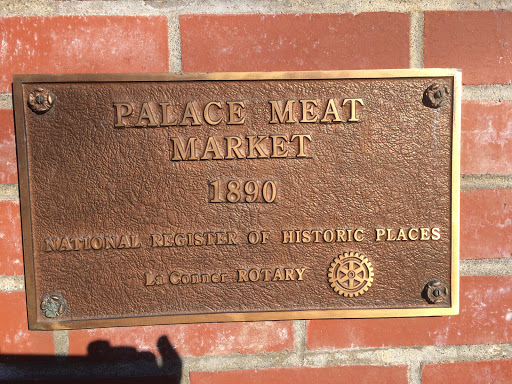 PALACE MEAT
MARKET
1890
NATIONAL REGISTER OF HISTORIC PLACES
La Conner ROTARY